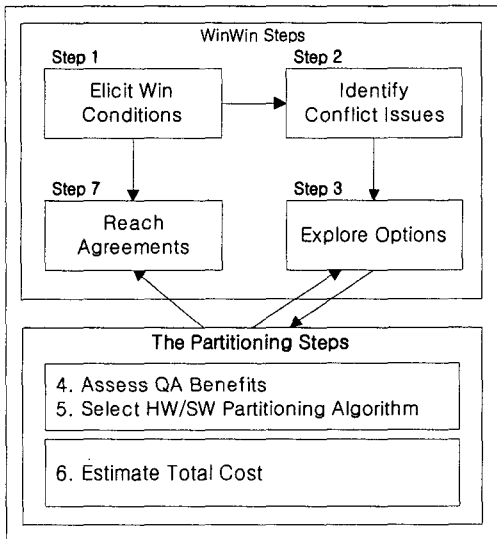 WinWin Steps
Step 1
Elicit Win
Conditions
Step 2
Identify
Conflict Issues
Step 7
Reach
Agreements
Step 3
Explore Options
The Partitioning Steps
4. Assess QA Benefits
5. Select HW/SW Partitioning Algorithm
6. Estimate Total Cost